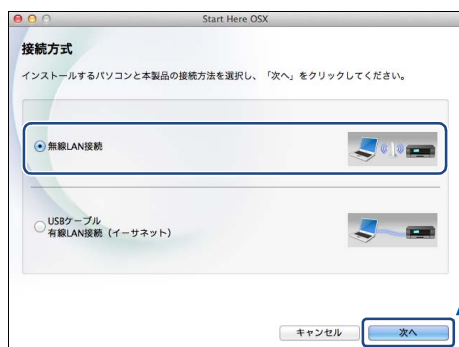 Start Here OSX
接続方式
インストールするパソコンと本製品の接続方法を選択し、「次へ」をクリックしてください。
無線LAN接続
USBケーブル
有線LAN接続（イーサネット）
キャンセル
次へ